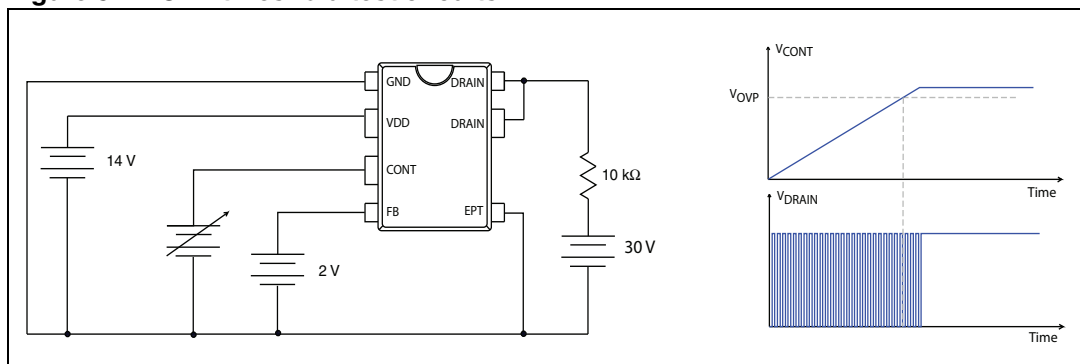 GND
DRAIN
VDD
DRAIN
14 V
CONT
10 kΩ
FB
EPT
2 V
30 V
VCONT
VOVP
Time
VDRAIN
Time